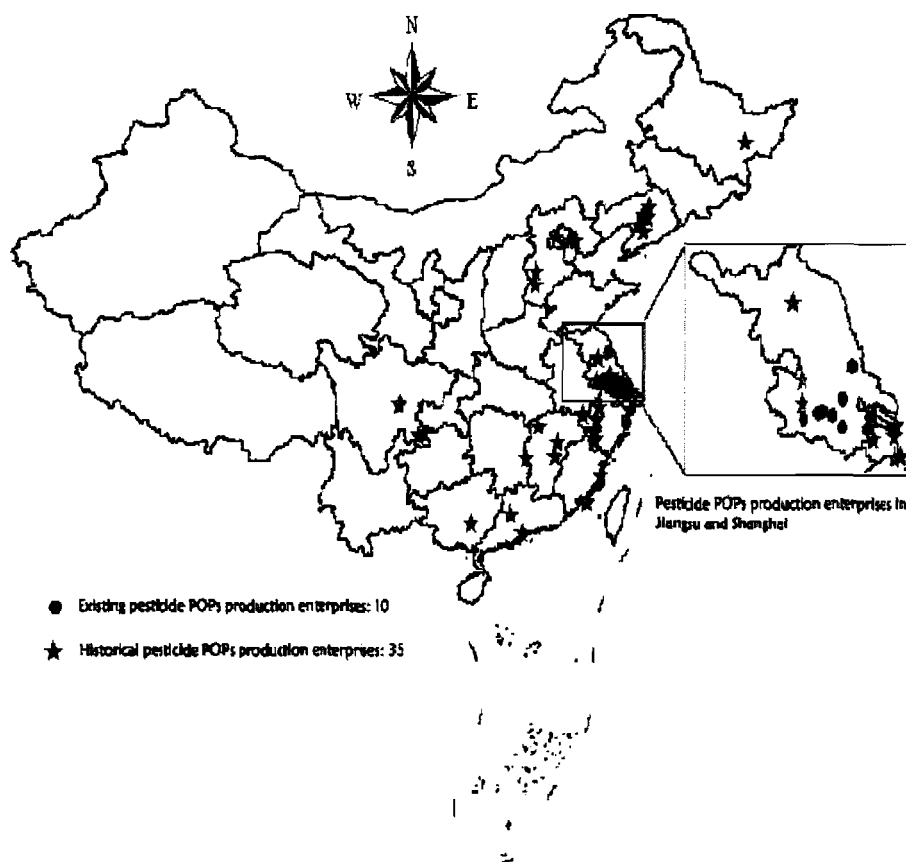 N
W E
S
Pesticide POPs production enterprises in
Jiangsu and Shanghai
Existing pesticide POPs production enterprises: 10
Historical pesticide POPs production enterprises: 35